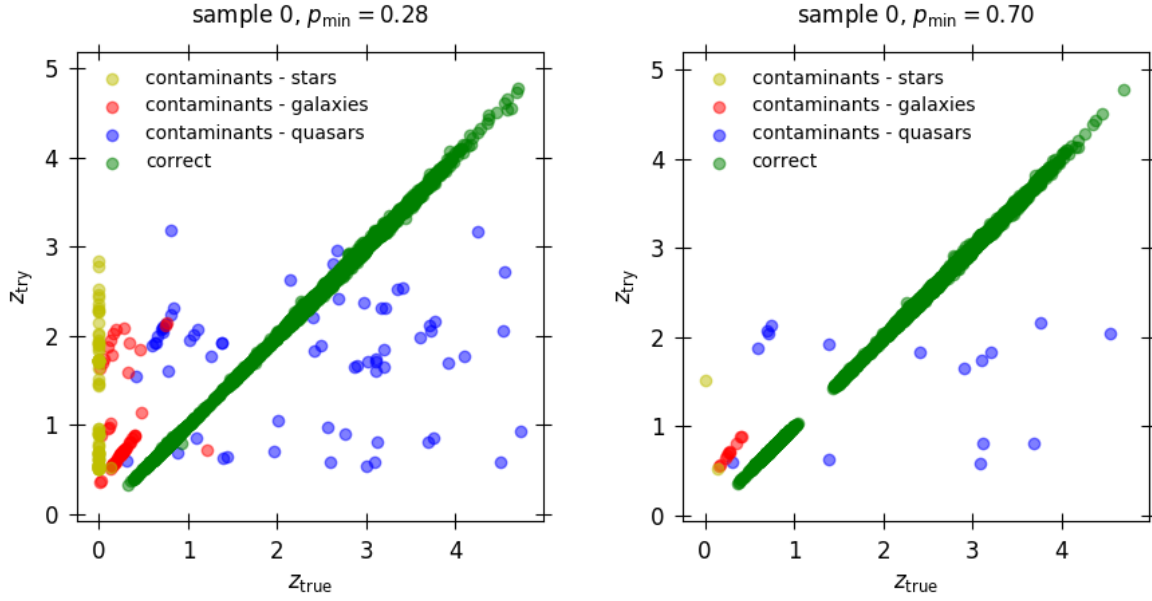 sample 0, p_min = 0.28
5
4
3
2
1
0
z_try
contaminants - stars
contaminants - galaxies
contaminants - quasars
correct
0 1 2 3 4
z_true
sample 0, p_min = 0.70
5
4
3
2
1
0
z_try
contaminants - stars
contaminants - galaxies
contaminants - quasars
correct
0 1 2 3 4
z_true